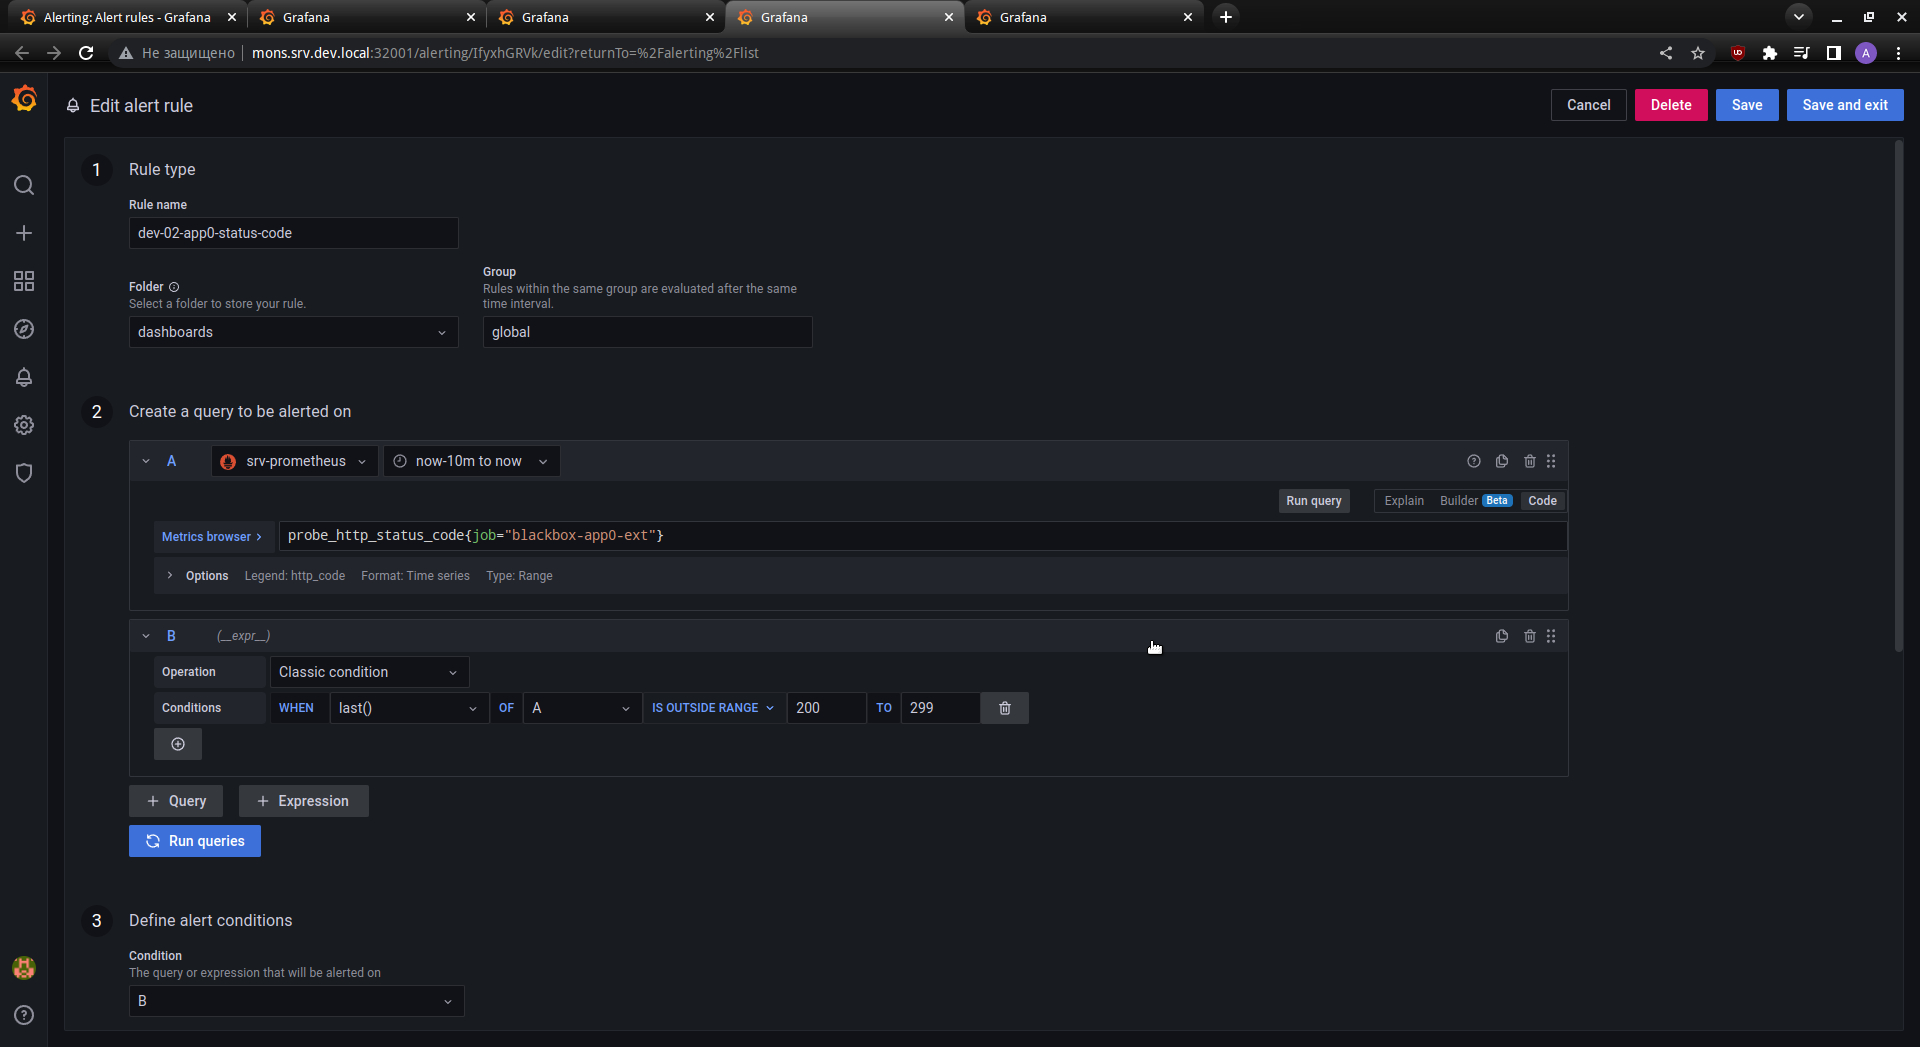 Alerting: Alert rules - Grafana
Grafana
Grafana
Grafana
Grafana
Не защищено
mons.srv.dev.local:32001/alerting/IfyxhGRVk/edit?returnTo=%2Falerting%2Flist
A
Edit alert rule
Cancel
Delete
Save
Save and exit
1
Rule type
Rule name
dev-02-app0-status-code
Folder
Select a folder to store your rule.
dashboards
Group
Rules within the same group are evaluated after the same
time interval.
global
2
Create a query to be alerted on
A
srv-prometheus
now-10m to now
Run query
Explain
Builder
Beta
Code
Metrics browser >
probe_http_status_code{job="blackbox-app0-ext"}
Options
Legend: http_code
Format: Time series
Type: Range
B
(__expr__)
Operation
Classic condition
Conditions
WHEN
last()
OF
A
IS OUTSIDE RANGE
200
TO
299
+ Query
+ Expression
Run queries
3
Define alert conditions
Condition
The query or expression that will be alerted on
B